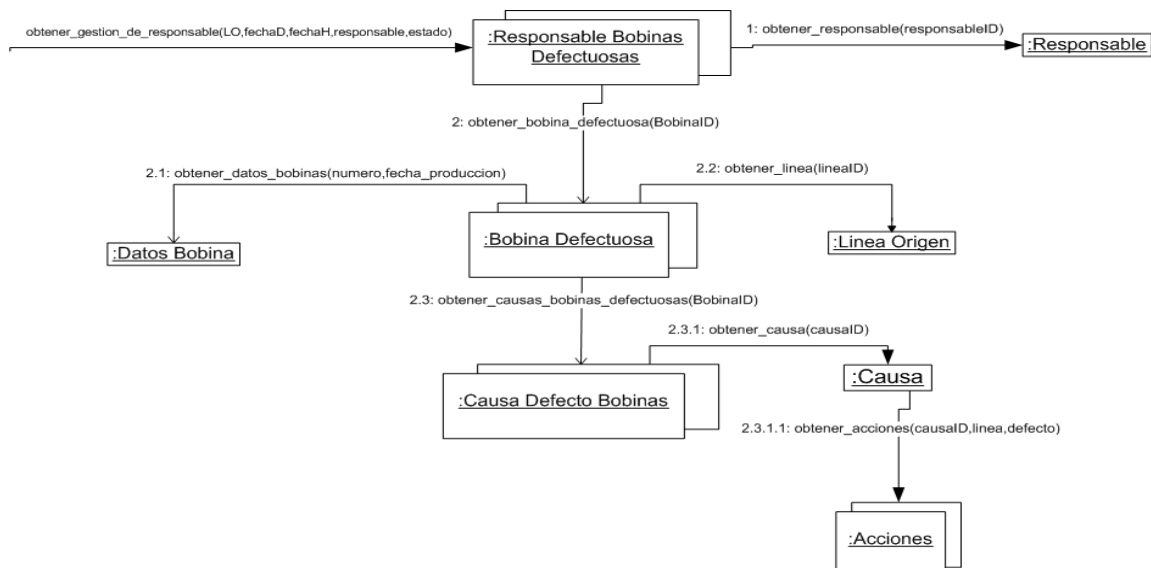 obtener_gestion_de_responsable(LO,fechaD,fechaH,responsable,estado)
:Responsable Bobinas
Defectuosas
1: obtener_responsable(responsableID)
:Responsable
2: obtener_bobina_defectuosa(BobinaID)
2.1: obtener_datos_bobinas(numero,fecha_produccion)
2.2: obtener_linea(lineaID)
:Datos Bobina
:Bobina Defectuosa
:Linea Origen
2.3: obtener_causas_bobinas_defectuosas(BobinaID)
2.3.1: obtener_causa(causaID)
:Causa Defecto Bobinas
:Causa
2.3.1.1: obtener_acciones(causaID,linea,defecto)
:Acciones